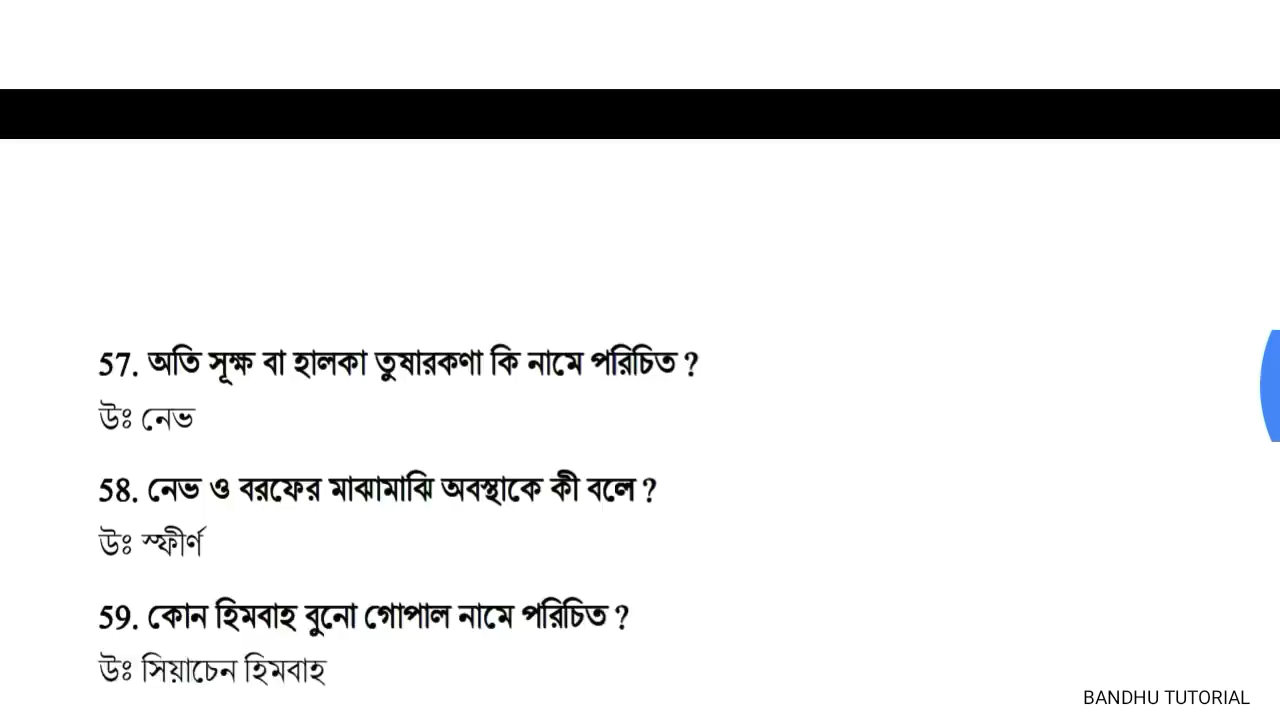 57. অতি সূক্ষ বা হালকা তুষারকণা কি নামে পরিচিত ?
উঃ নেভ
58. নেভ ও বরফের মাঝামাঝি অবস্থাকে কী বলে ?
উঃ স্ফীর্ণ
59. কোন হিমবাহ বুনো গোপাল নামে পরিচিত ?
উঃ সিয়াচেন হিমবাহ
BANDHU TUTORIAL